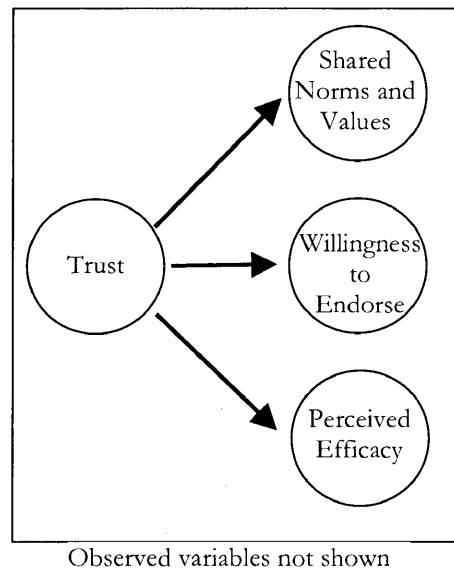 Shared
Norms and
Values
Trust
Willingness
to
Endorse
Perceived
Efficacy
Observed variables not shown